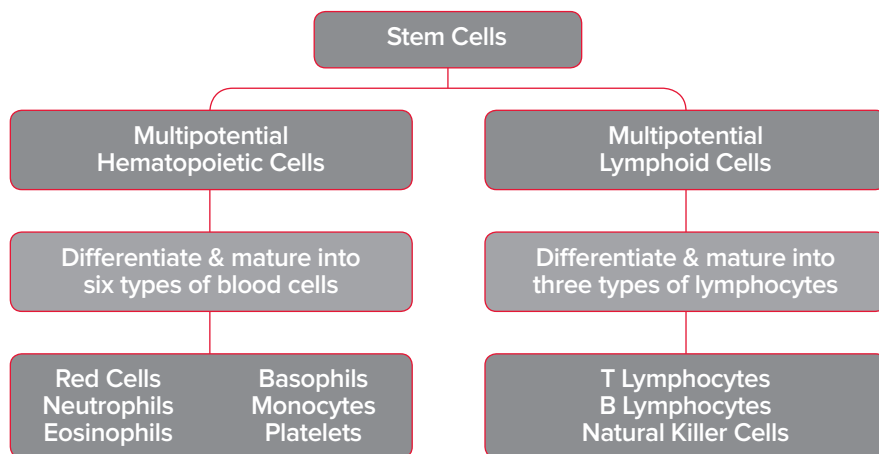 Stem Cells
Multipotential
Hematopoietic Cells
Multipotential
Lymphoid Cells
Differentiate & mature into
six types of blood cells
Differentiate & mature into
three types of lymphocytes
Red Cells
Neutrophils
Eosinophils
Basophils
Monocytes
Platelets
T Lymphocytes
B Lymphocytes
Natural Killer Cells